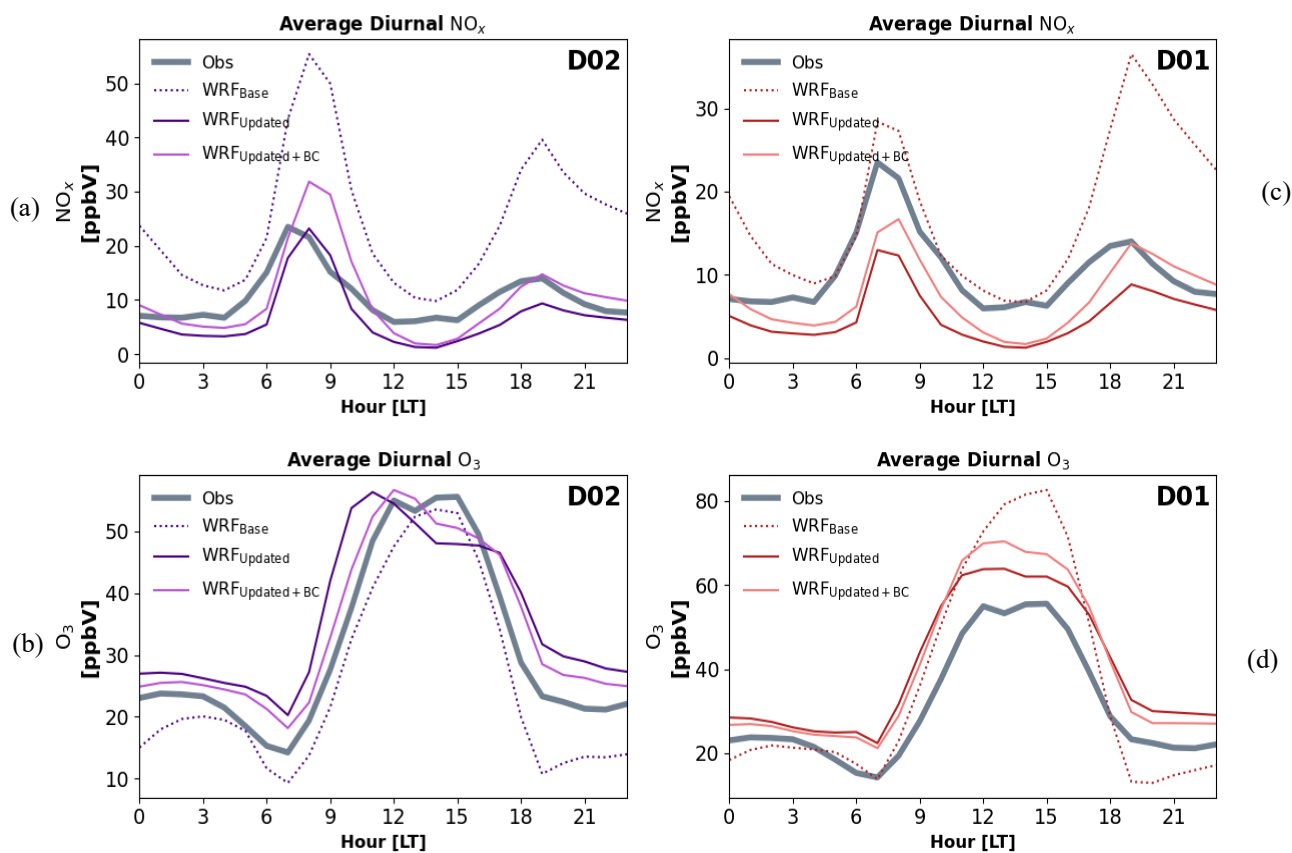 Average Diurnal NOx
D02
Obs
WRFBase
WRFUpdated
WRFUpdated+BC
50
40
30
20
10
0
NOx
[ppbV]
(a)
0 3 6 9 12 15 18 21
Hour [LT]
Average Diurnal NOx
D01
Obs
WRFBase
WRFUpdated
WRFUpdated+BC
30
20
10
0
NOx
[ppbV]
(c)
0 3 6 9 12 15 18 21
Hour [LT]
Average Diurnal O3
D02
Obs
WRFBase
WRFUpdated
WRFUpdated+BC
50
40
30
20
10
O3
[ppbV]
(b)
0 3 6 9 12 15 18 21
Hour [LT]
Average Diurnal O3
D01
Obs
WRFBase
WRFUpdated
WRFUpdated+BC
80
60
40
20
O3
[ppbV]
(d)
0 3 6 9 12 15 18 21
Hour [LT]